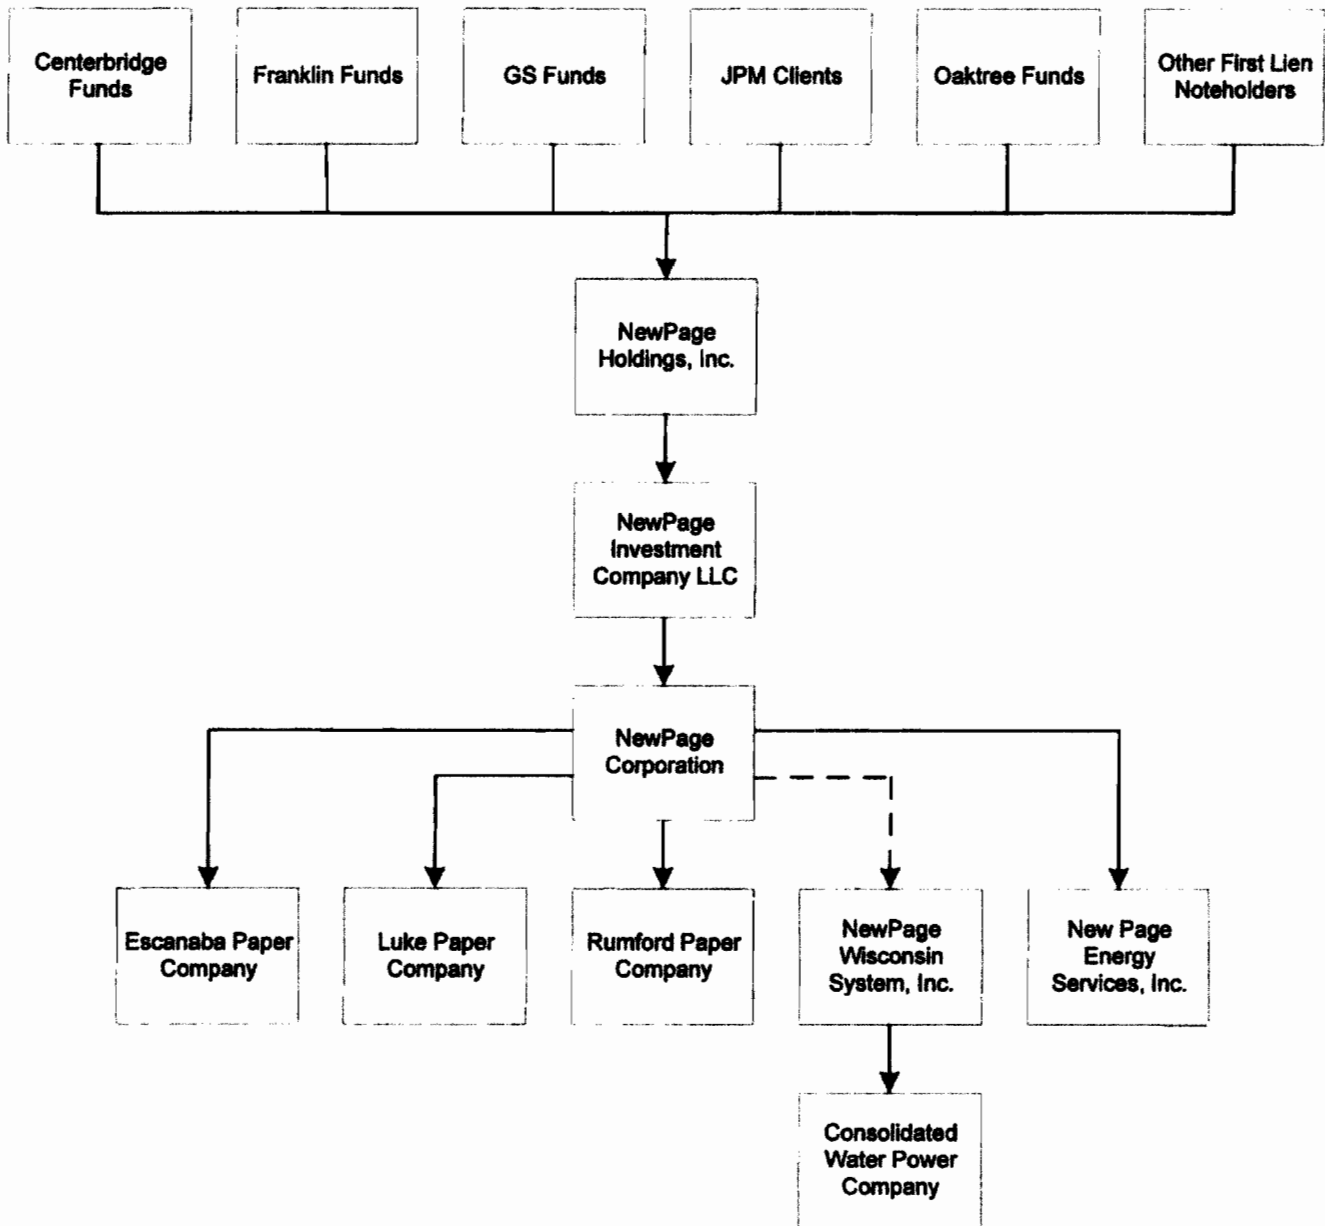 Centerbridge
Funds
Franklin Funds
GS Funds
JPM Clients
Oaktree Funds
Other First Lien
Noteholders
NewPage
Holdings, Inc.
NewPage
Investment
Company LLC
NewPage
Corporation
Escanaba Paper
Company
Luke Paper
Company
Rumford Paper
Company
NewPage
Wisconsin
System, Inc.
New Page
Energy
Services, Inc.
Consolidated
Water Power
Company